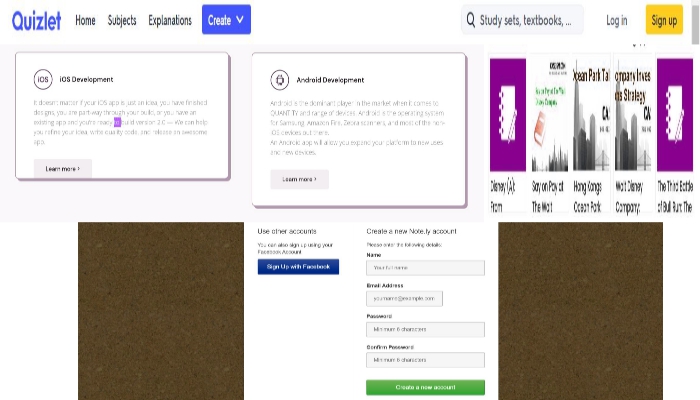 Quizlet
Home
Subjects
Explanations
Create
Study sets, textbooks, ...
Log in
Sign up
iOS
iOS Development
It doesn't matter if your iOS app is just an idea, you have finished
designs, you are part-way through your build, or you have an
existing app and you're ready to build version 2.0 — We can help
you refine your idea, write quality code, and release an awesome
app.
Learn more ›
Android Development
Android is the dominant player in the market when it comes to
QUANTITY and range of devices. Android is the operating system
for Samsung, Amazon Fire, Zebra scanners, and most of the non-
iOS devices out there.
An Android app will allow you expand your platform to new users
and new devices.
Learn more ›
Ocean Park Tal
ompany Inves
ss Strategy
Disney (A):
From
Say on Pay at
The Walt
Hong Kongs
Ocean Park
Walt Disney
Company:
The Third Battle
of Bull Run: The
Use other accounts
You can also sign up using your
Facebook Account
Sign Up with Facebook
Create a new Note.ly account
Please enter the following details:
Name
Your full name
Email Address
yourname@example.com
Password
Minimum 6 characters
Confirm Password
Minimum 6 characters
Create a new account